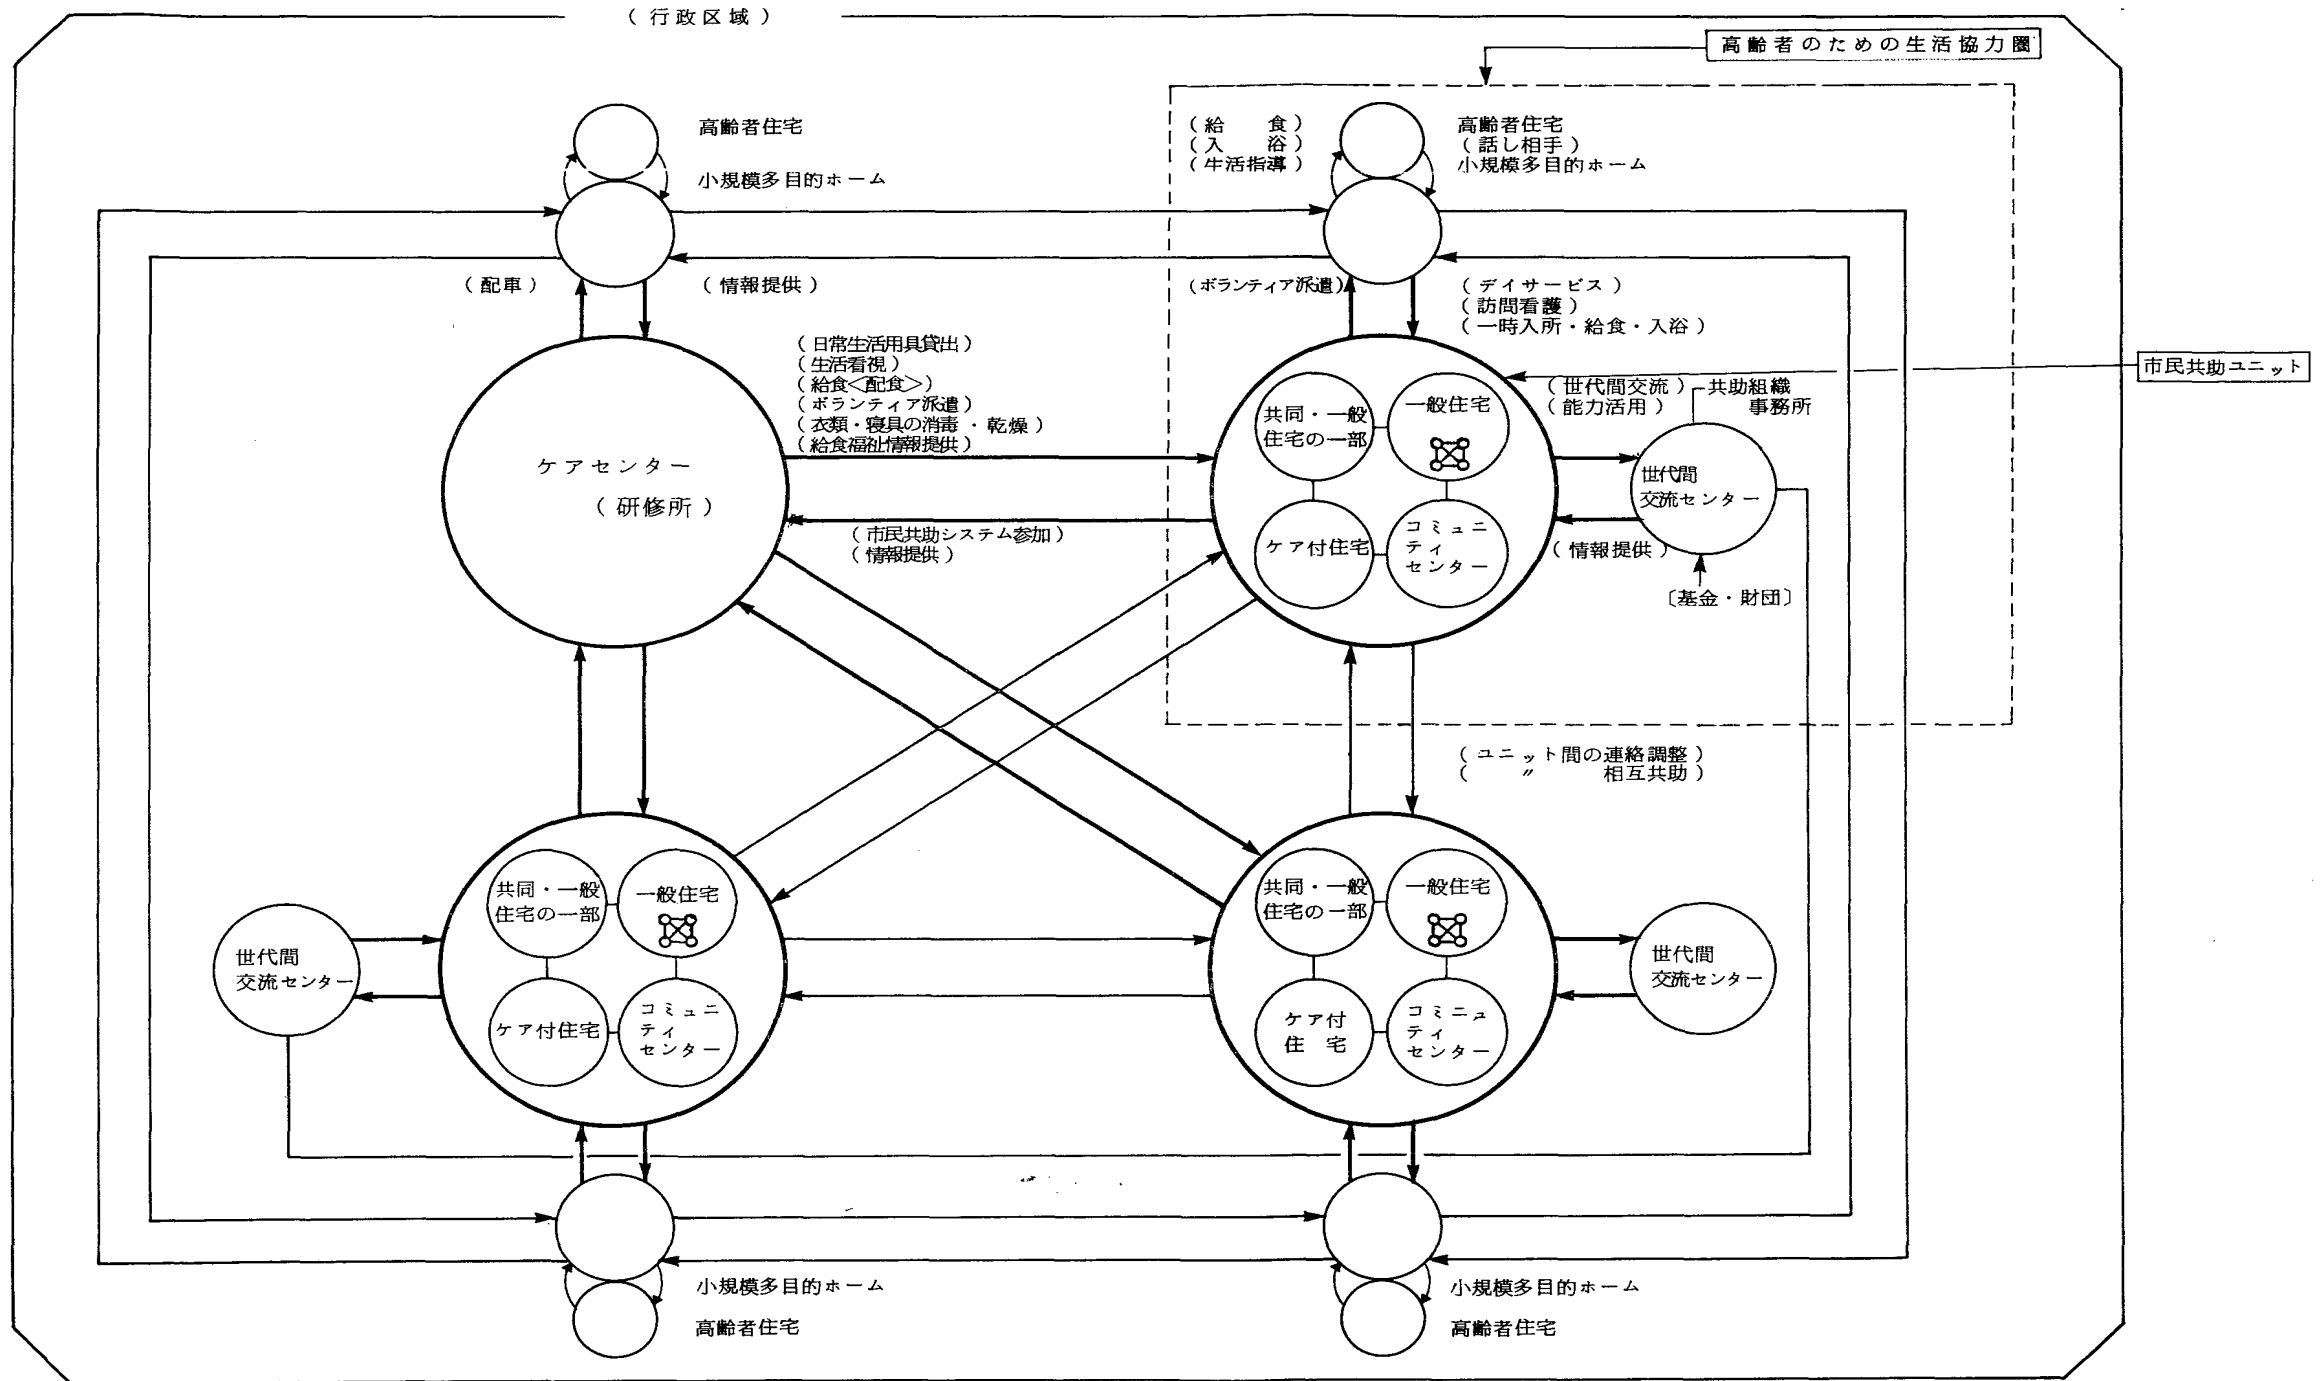 （行政区域）
高齢者のための生活協力圏
高齢者住宅
小規模多目的ホーム
（給　　食）
（入　　浴）
（生活指導）
高齢者住宅
（話し相手）
小規模多目的ホーム
（配車）
（情報提供）
（ボランティア派遣）
（デイサービス）
（訪問看護）
（一時入所・給食・入浴）
（日常生活用具貸出）
（生活看視）
（給食<配食>）
（ボランティア派遣）
（衣類・寝具の消毒・乾燥）
（給食福祉情報提供）
市民共助ユニット
（世代間交流）
（能力活用）
共助組織
事務所
ケアセンター
（研修所）
共同・一般
住宅の一部
一般住宅
ケア付住宅
コミュニ
ティ
センター
世代間
交流センター
（市民共助システム参加）
（情報提供）
（情報提供）
〔基金・財団〕
（ユニット間の連絡調整）
（　〃　相互共助）
世代間
交流センター
共同・一般
住宅の一部
一般住宅
ケア付住宅
コミュニ
ティ
センター
共同・一般
住宅の一部
一般住宅
ケア付
住　宅
コミニュ
ティ
センター
世代間
交流センター
小規模多目的ホーム
高齢者住宅
小規模多目的ホーム
高齢者住宅